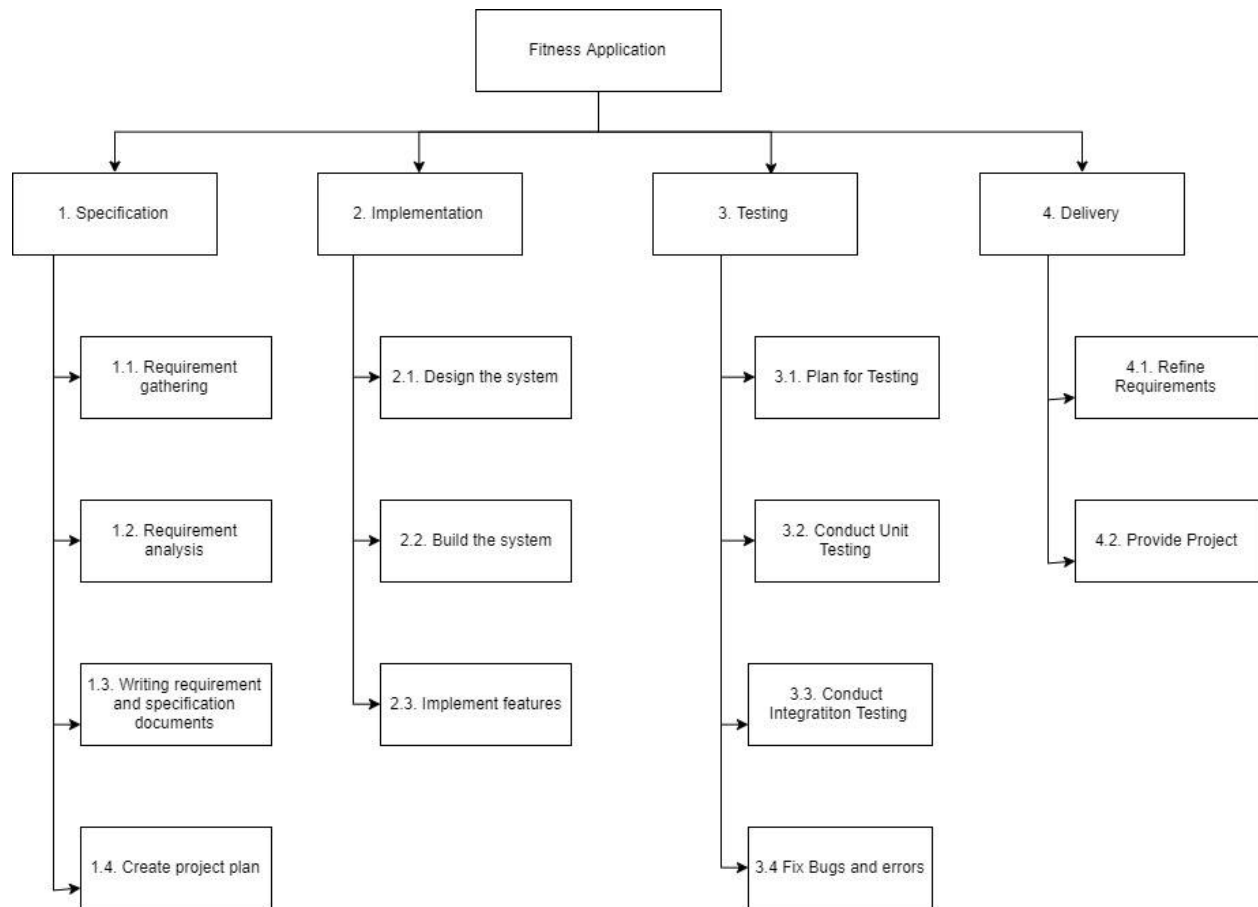 Fitness Application
1. Specification
2. Implementation
3. Testing
4. Delivery
1.1. Requirement
gathering
2.1. Design the system
3.1. Plan for Testing
4.1. Refine
Requirements
1.2. Requirement
analysis
2.2. Build the system
3.2. Conduct Unit
Testing
4.2. Provide Project
1.3. Writing requirement
and specification
documents
2.3. Implement features
3.3. Conduct
Integratiton Testing
1.4. Create project plan
3.4 Fix Bugs and errors